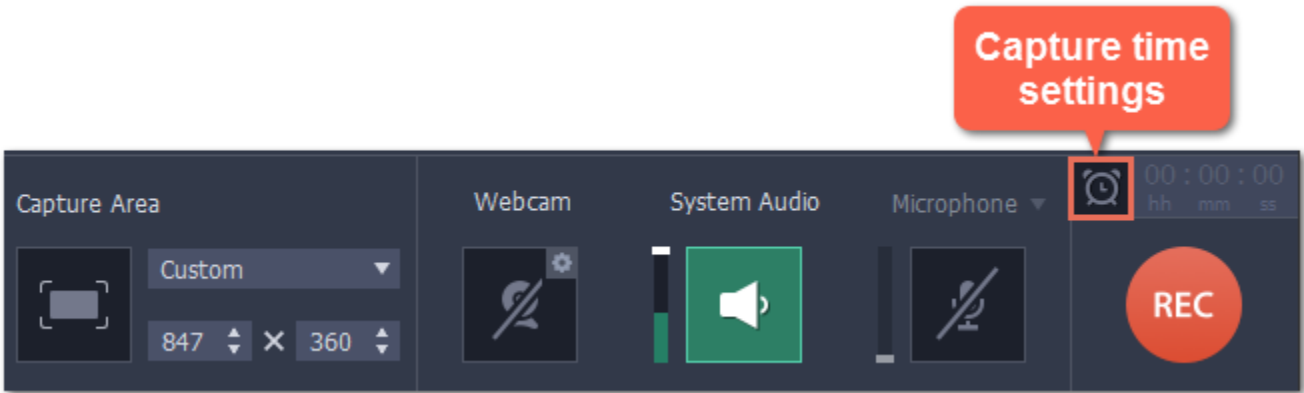 Capture time
settings
Capture Area
Webcam
System Audio
Microphone
00 : 00 : 00
hh mm ss
Custom
847 × 360
REC